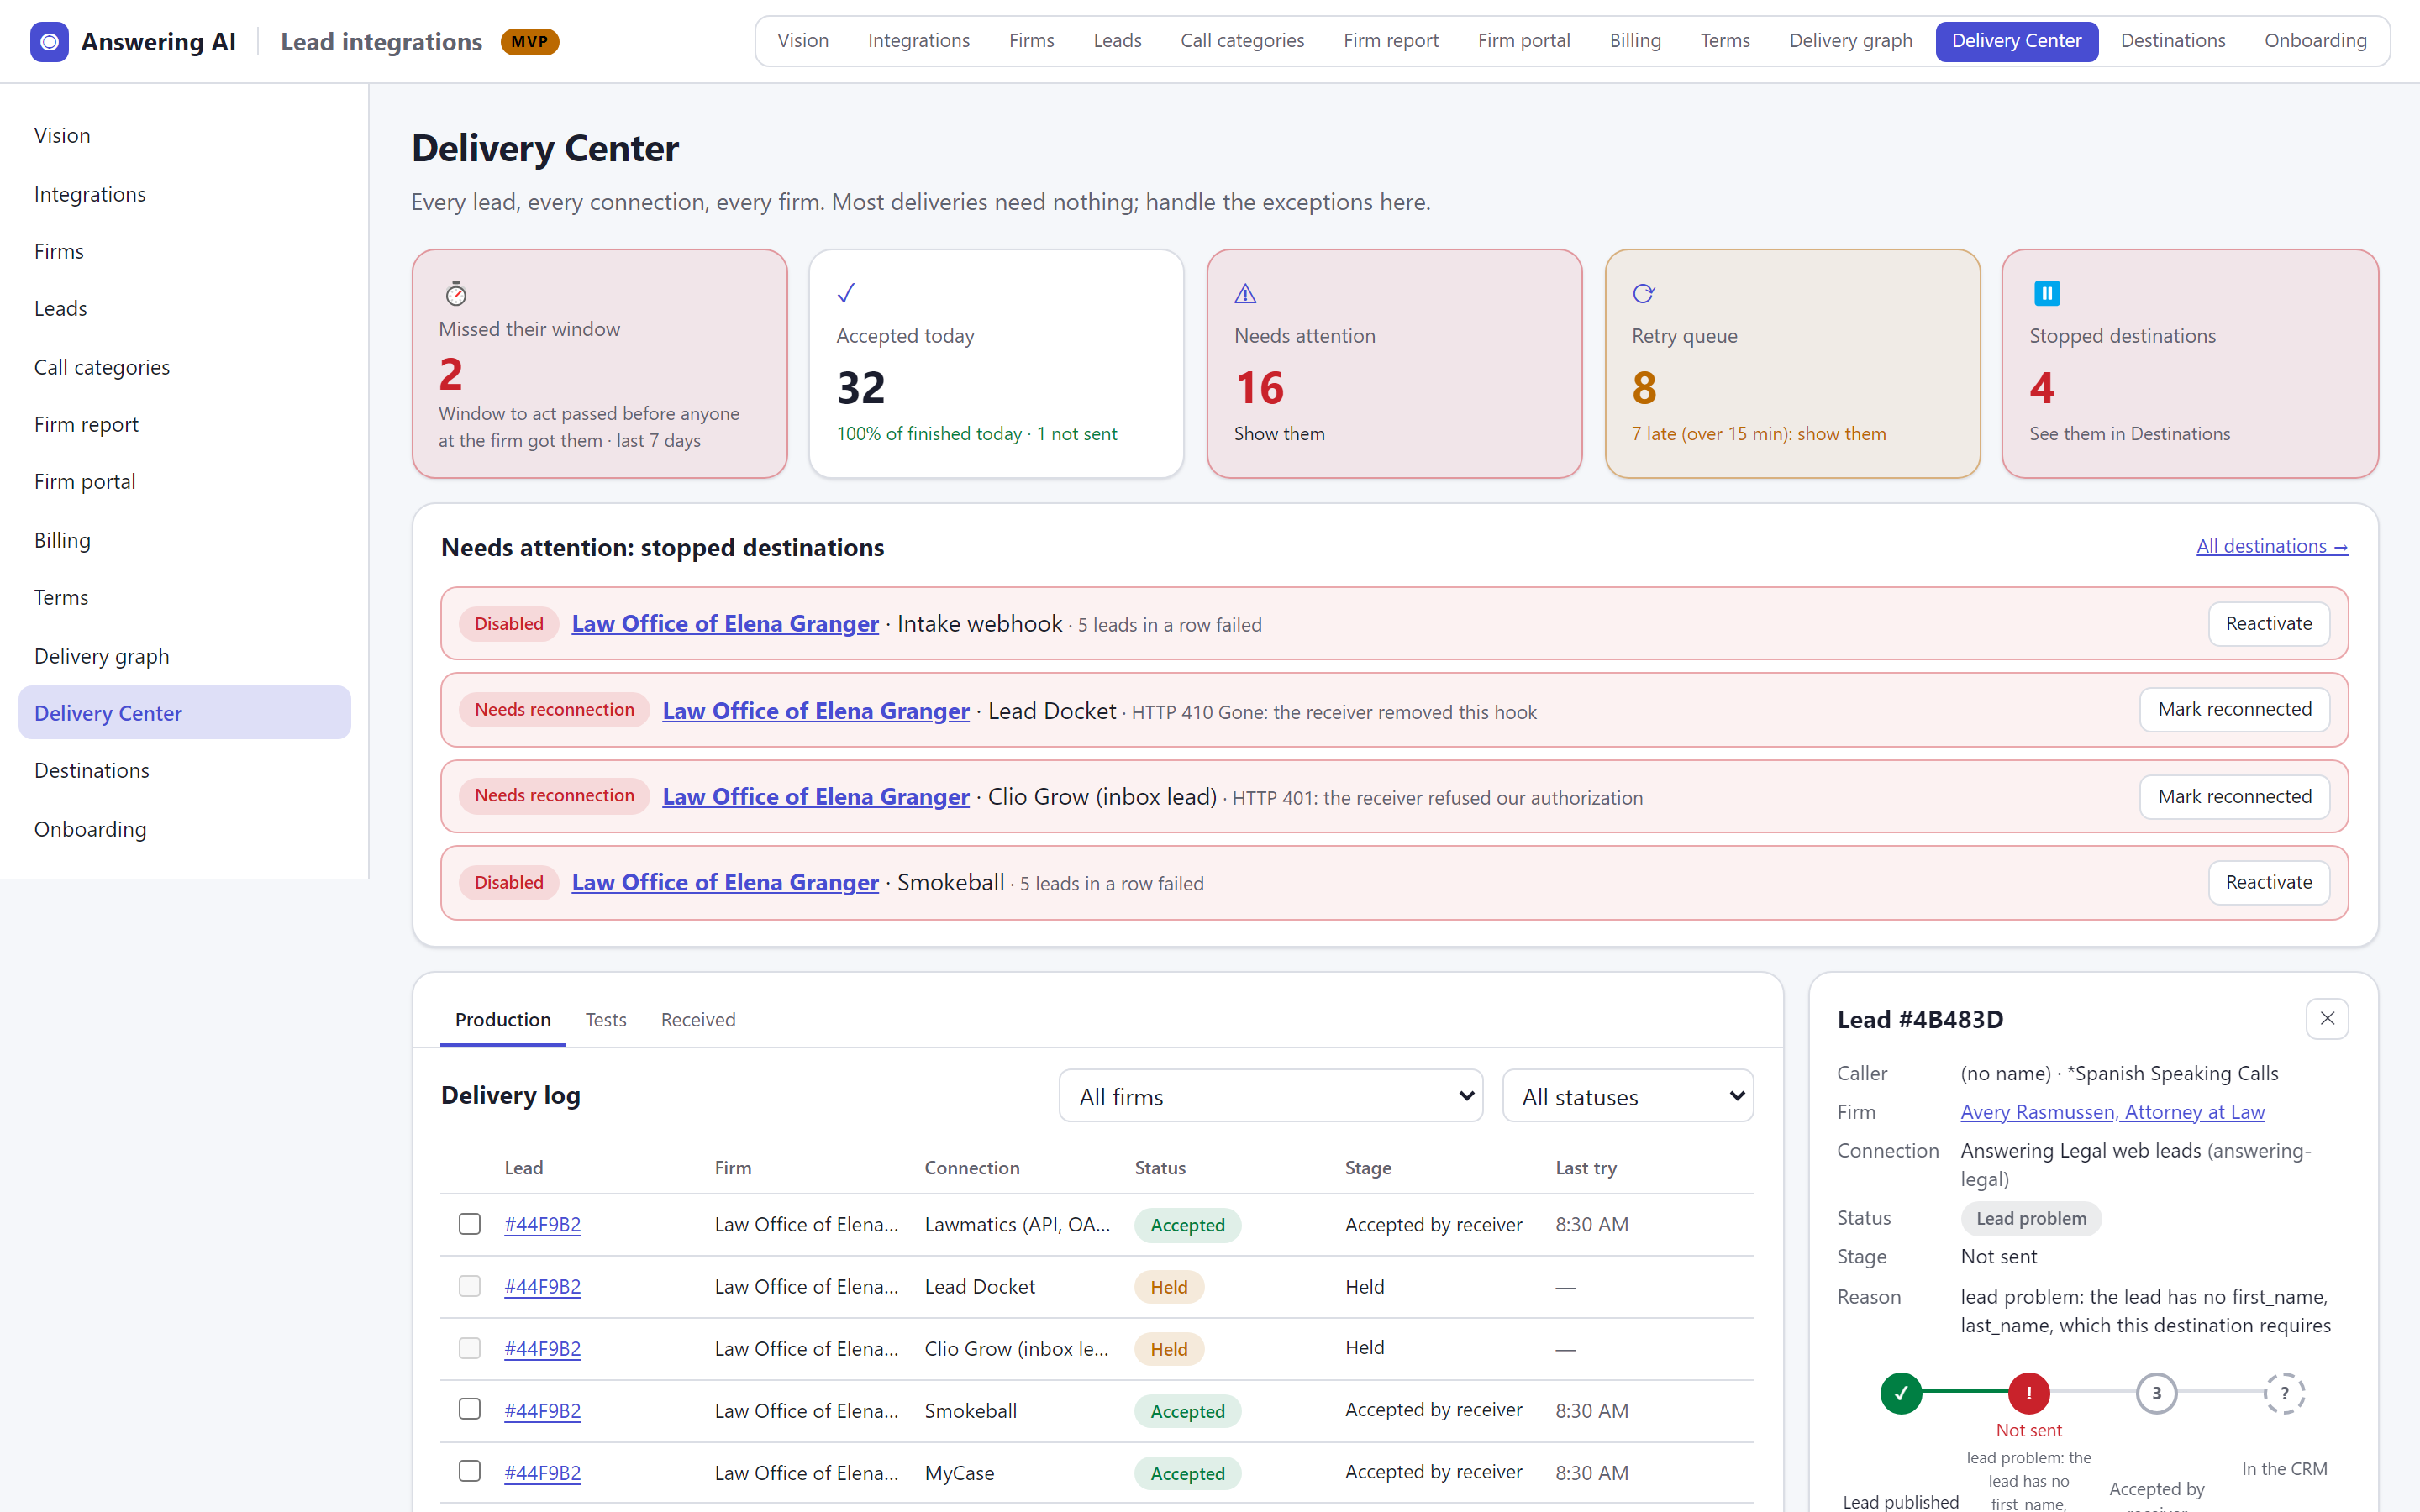 Answering AI
Lead integrations
MVP
Vision
Integrations
Firms
Leads
Call categories
Firm report
Firm portal
Billing
Terms
Delivery graph
Delivery Center
Destinations
Onboarding
Vision
Integrations
Firms
Leads
Call categories
Firm report
Firm portal
Billing
Terms
Delivery graph
Delivery Center
Destinations
Onboarding
Delivery Center
Every lead, every connection, every firm. Most deliveries need nothing; handle the exceptions here.
Missed their window
2
Window to act passed before anyone
at the firm got them · last 7 days
Accepted today
32
100% of finished today · 1 not sent
Needs attention
16
Show them
Retry queue
8
7 late (over 15 min): show them
Stopped destinations
4
See them in Destinations
Needs attention: stopped destinations
All destinations →
Disabled Law Office of Elena Granger · Intake webhook · 5 leads in a row failed Reactivate
Needs reconnection Law Office of Elena Granger · Lead Docket · HTTP 410 Gone: the receiver removed this hook Mark reconnected
Needs reconnection Law Office of Elena Granger · Clio Grow (inbox lead) · HTTP 401: the receiver refused our authorization Mark reconnected
Disabled Law Office of Elena Granger · Smokeball · 5 leads in a row failed Reactivate
Production Tests Received
Delivery log
All firms
All statuses
Lead Firm Connection Status Stage Last try
#44F9B2 Law Office of Elena... Lawmatics (API, OA... Accepted Accepted by receiver 8:30 AM
#44F9B2 Law Office of Elena... Lead Docket Held Held —
#44F9B2 Law Office of Elena... Clio Grow (inbox le... Held Held —
#44F9B2 Law Office of Elena... Smokeball Accepted Accepted by receiver 8:30 AM
#44F9B2 Law Office of Elena... MyCase Accepted Accepted by receiver 8:30 AM
Lead #4B483D
Caller (no name) · *Spanish Speaking Calls
Firm Avery Rasmussen, Attorney at Law
Connection Answering Legal web leads (answering-
legal)
Status Lead problem
Stage Not sent
Reason lead problem: the lead has no first_name,
last_name, which this destination requires
✓ ! 3 ?
Lead published
Not sent
lead problem: the
lead has no
first_name,
Accepted by
In the CRM